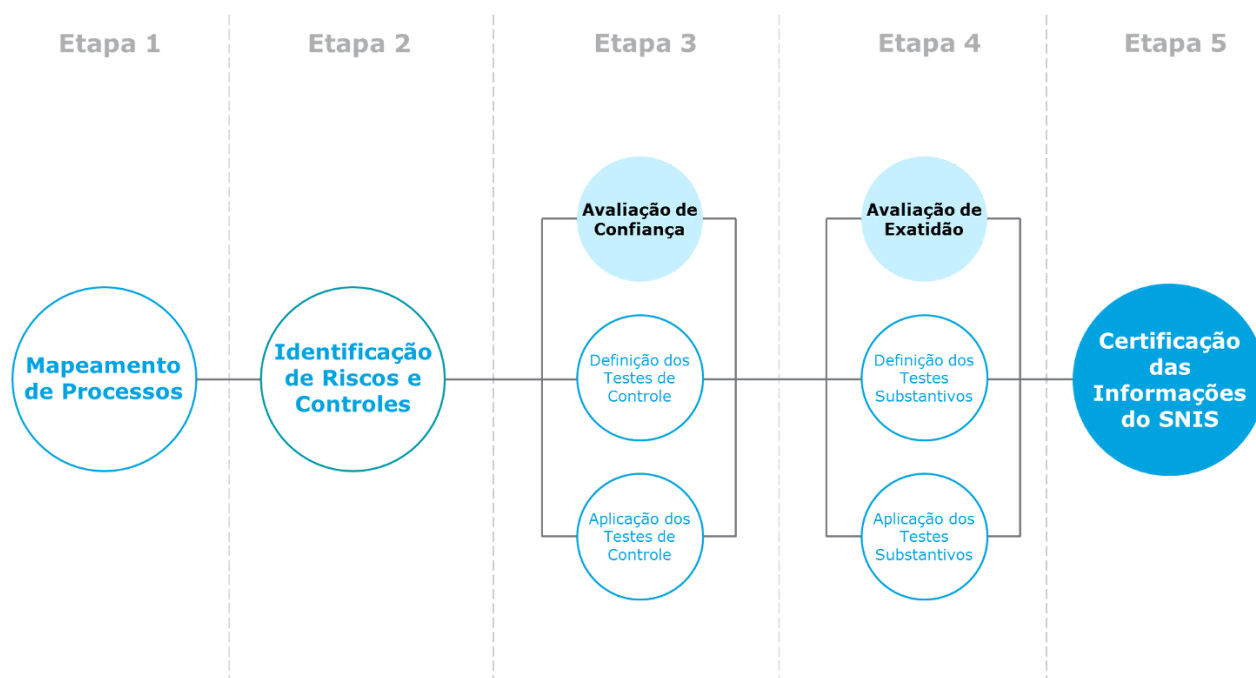 Etapa 1
Etapa 2
Etapa 3
Etapa 4
Etapa 5
Mapeamento
de Processos
Identificação
de Riscos e
Controles
Avaliação de
Confiança
Definição dos
Testes de
Controle
Aplicação dos
Testes de
Controle
Avaliação de
Exatidão
Definição dos
Testes
Substantivos
Aplicação dos
Testes
Substantivos
Certificação
das
Informações
do SNIS